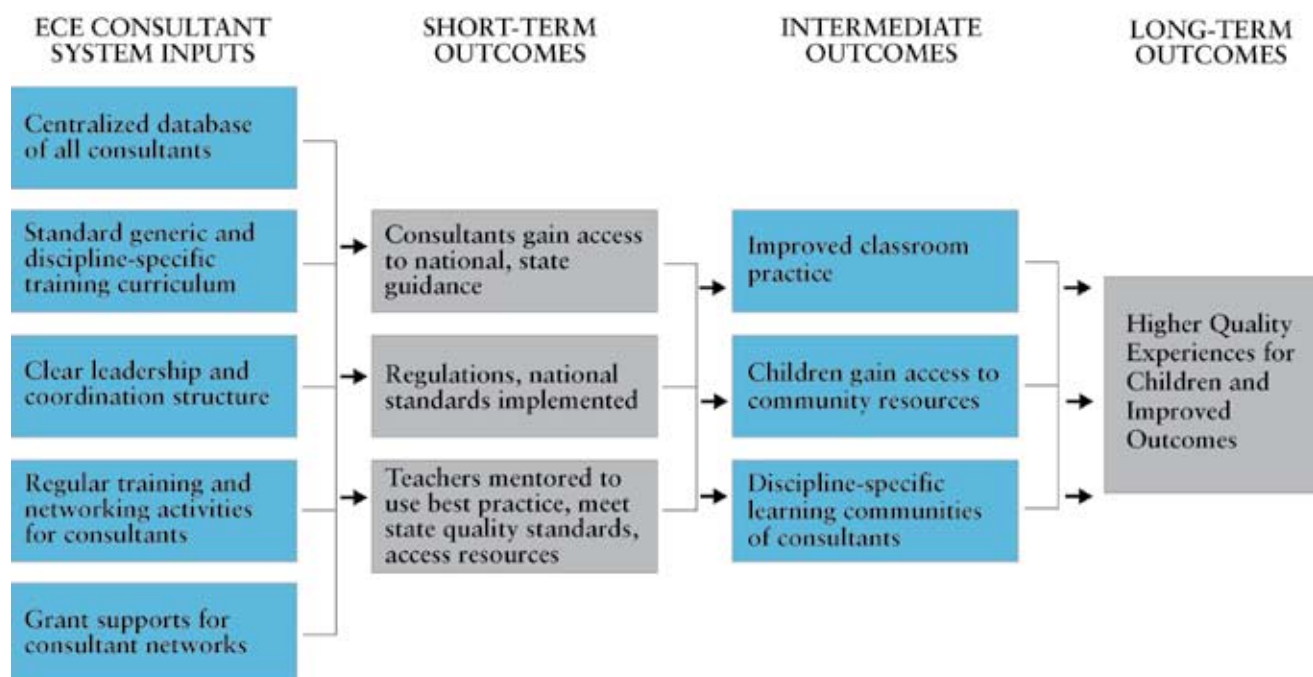 ECE CONSULTANT
SYSTEM INPUTS
SHORT-TERM
OUTCOMES
INTERMEDIATE
OUTCOMES
LONG-TERM
OUTCOMES
Centralized database
of all consultants
Standard generic and
discipline-specific
training curriculum
Clear leadership and
coordination structure
Regular training and
networking activities
for consultants
Grant supports for
consultant networks
Consultants gain access
to national, state
guidance
Regulations, national
standards implemented
Teachers mentored to
use best practice, meet
state quality standards,
access resources
Improved classroom
practice
Children gain access to
community resources
Discipline-specific
learning communities
of consultants
Higher Quality
Experiences for
Children and
Improved
Outcomes